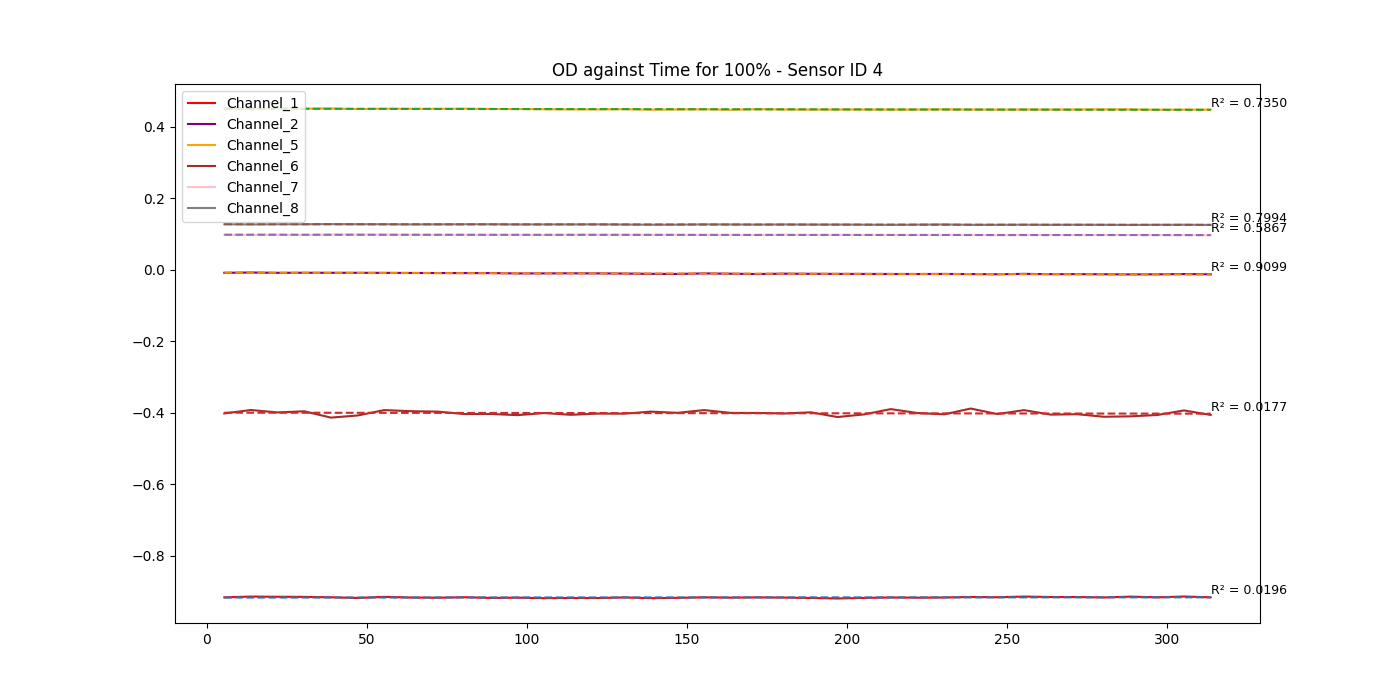 OD against Time for 100% - Sensor ID 4
Channel_1
Channel_2
Channel_5
Channel_6
Channel_7
Channel_8
R² = 0.7350
R² = 0.7994
R² = 0.5867
R² = 0.9099
R² = 0.0177
R² = 0.0196
0.4
0.2
0.0
−0.2
−0.4
−0.6
−0.8
0 50 100 150 200 250 300